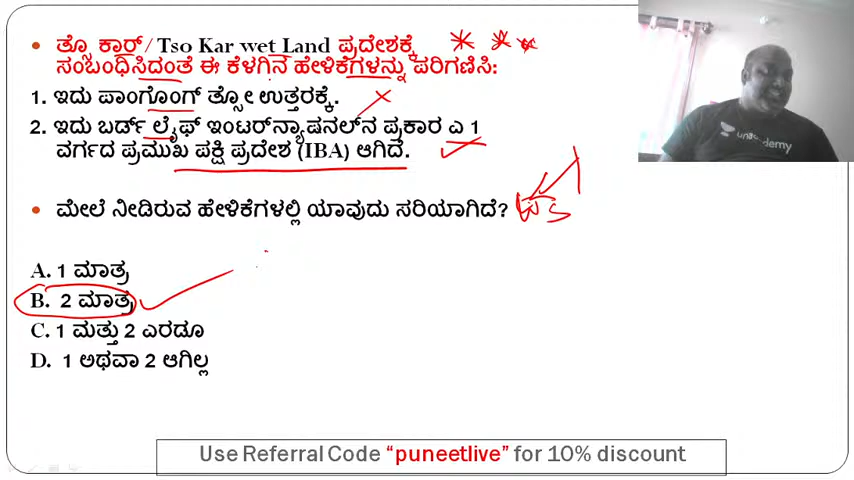 • ತ್ಸೊ ಕಾರ್/ Tso Kar wet Land ಪ್ರದೇಶಕ್ಕೆ
ಸಂಬಂಧಿಸಿದಂತೆ ಈ ಕೆಳಗಿನ ಹೇಳಿಕೆಗಳನ್ನು ಪರಿಗಣಿಸಿ:
1. ಇದು ಪಾಂಗೊಂಗ್ ತ್ಸೋ ಉತ್ತರಕ್ಕೆ.
2. ಇದು ಬರ್ಡ್ ಲೈಫ್ ಇಂಟರ್‌ನ್ಯಾಷನಲ್‌ನ ಪ್ರಕಾರ ಎ 1
ವರ್ಗದ ಪ್ರಮುಖ ಪಕ್ಷಿ ಪ್ರದೇಶ (IBA) ಆಗಿದೆ.
• ಮೇಲೆ ನೀಡಿರುವ ಹೇಳಿಕೆಗಳಲ್ಲಿ ಯಾವುದು ಸರಿಯಾಗಿದೆ?
A. 1 ಮಾತ್ರ
B. 2 ಮಾತ್ರ
C. 1 ಮತ್ತು 2 ಎರಡೂ
D. 1 ಅಥವಾ 2 ಆಗಿಲ್ಲ
Use Referral Code “puneetlive” for 10% discount